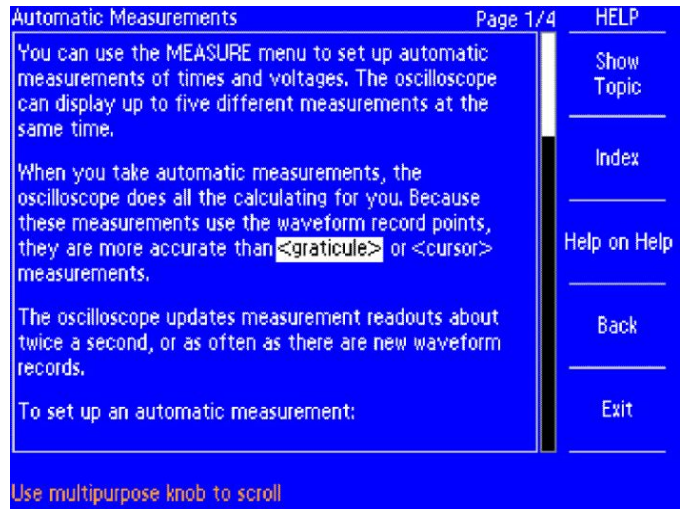 Automatic Measurements Page 1/4 HELP
You can use the MEASURE menu to set up automatic
measurements of times and voltages. The oscilloscope
can display up to five different measurements at the
same time.
When you take automatic measurements, the
oscilloscope does all the calculating for you. Because
these measurements use the waveform record points,
they are more accurate than <graticule> or <cursor>
measurements.
The oscilloscope updates measurement readouts about
twice a second, or as often as there are new waveform
records.
To set up an automatic measurement:
Show
Topic
Index
Help on Help
Back
Exit
Use multipurpose knob to scroll